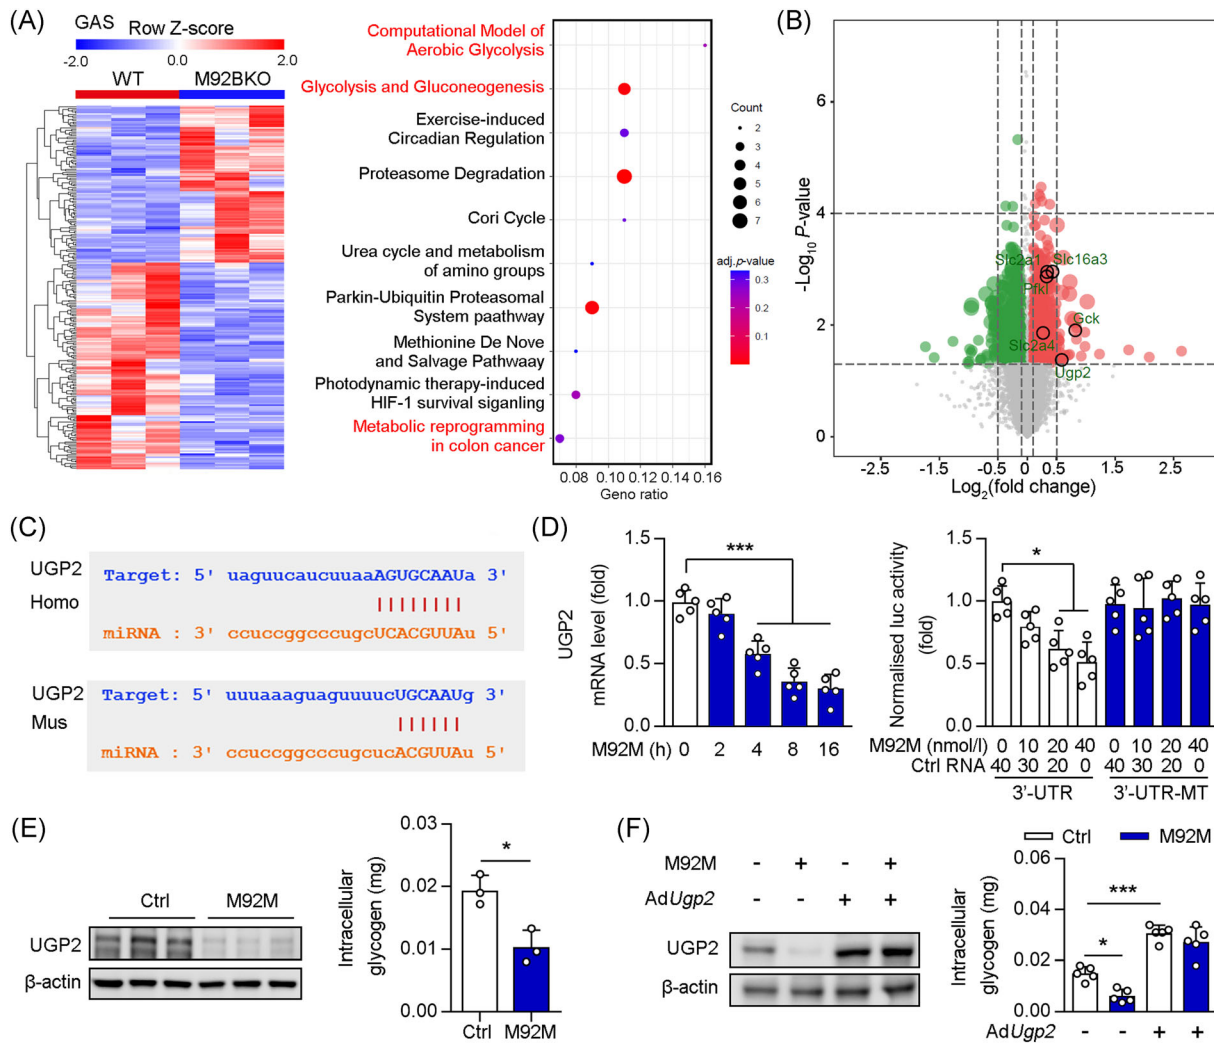 (A)
GAS
Row Z-score
-2.0 0.0 2.0
WT M92BKO
Computational Model of
Aerobic Glycolysis
Glycolysis and Gluconeogenesis
Exercise-induced
Circadian Regulation
Proteasome Degradation
Cori Cycle
Urea cycle and metabolism
of amino groups
Parkin-Ubiquitin Proteasomal
System paathway
Methionine De Nove
and Salvage Pathwaay
Photodynamic therapy-induced
HIF-1 survival siganling
Metabolic reprogramming
in colon cancer
0.08 0.10 0.12 0.14 0.16
Geno ratio
Count
2
3
4
5
6
7
adj.p-value
0.3
0.2
0.1
(B)
-Log10 P-value
6
4
2
0
Slc2a1 Slc16a3
Pfkl
Gck
Slc2a4
Ugp2
-2.5 -0.5 0 0.5 2.5
Log2(fold change)
(C)
UGP2
Homo
Target: 5' uaguucaucuuaaAGUGCAAUa 3'
miRNA : 3' ccuccggcccugcUCACGUUAu 5'
UGP2
Mus
Target: 5' uuuaaaguaguuuucUGCAAUg 3'
miRNA : 3' ccuccggcccugcucACGUUAu 5'
(D)
UGP2
mRNA level (fold)
1.5
1.0
0.5
0.0
***
M92M (h) 0 2 4 8 16
Normalised luc activity
(fold)
1.5
1.0
0.5
0.0
*
M92M (nmol/l) 0 10 20 40 0 10 20 40
Ctrl RNA 40 30 20 0 40 30 20 0
3'-UTR 3'-UTR-MT
(E)
Ctrl M92M
UGP2
β-actin
Intracellular
glycogen (mg)
0.03
0.02
0.01
0.00
*
Ctrl M92M
(F)
M92M - + - +
AdUgp2 - - + +
UGP2
β-actin
Ctrl M92M
Intracellular
glycogen (mg)
0.06
0.04
0.02
0.00
***
*
AdUgp2 - - + +